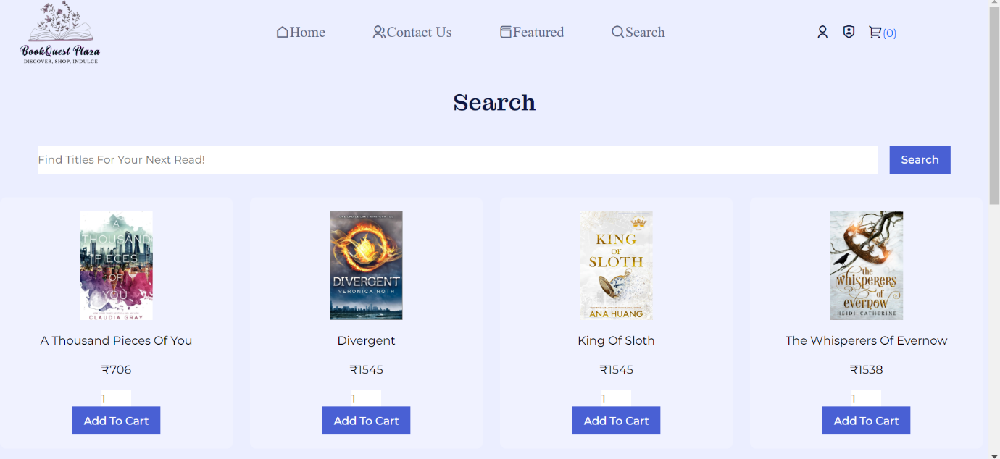 BookQuest Plaza
DISCOVER, SHOP, INDULGE
Home Contact Us Featured Search (0)
Search
Find Titles For Your Next Read!
Search
A THOUSAND PIECES OF YOU
CLAUDIA GRAY
A Thousand Pieces Of You
₹706
1
Add To Cart
DIVERGENT
VERONICA ROTH
Divergent
₹1545
1
Add To Cart
KING
OF
SLOTH
ANA HUANG
King Of Sloth
₹1545
1
Add To Cart
the
whisperers
of
evernow
HEIDI CATHERINE
The Whisperers Of Evernow
₹1538
1
Add To Cart